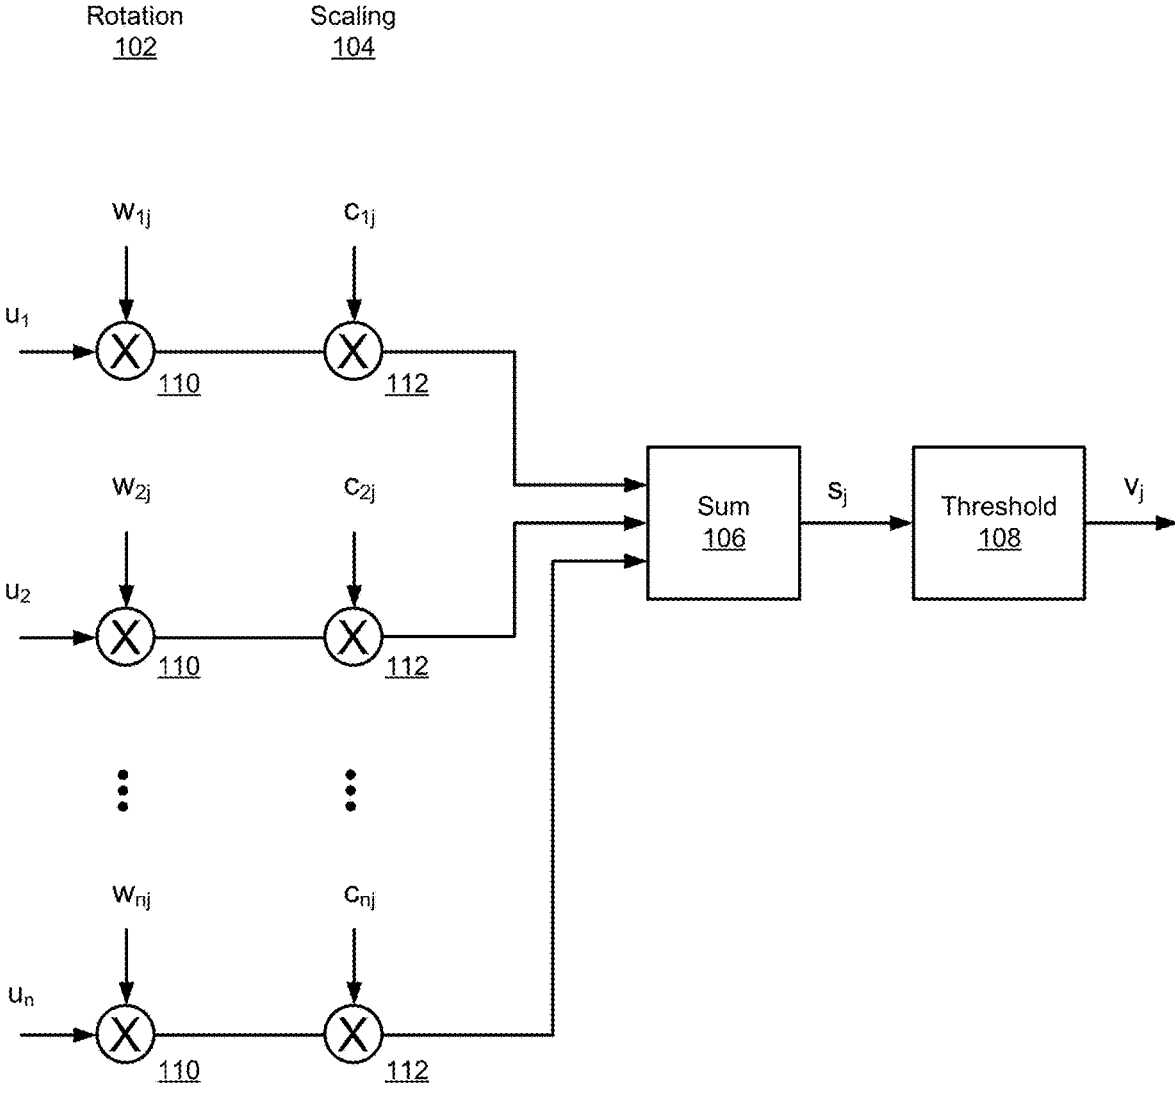 Rotation Scaling
102 104
w1j c1j
u1
X X
110 112
w2j c2j
Sum sj Threshold vj
106 108
u2
X X
110 112
wnj cnj
un
X X
110 112